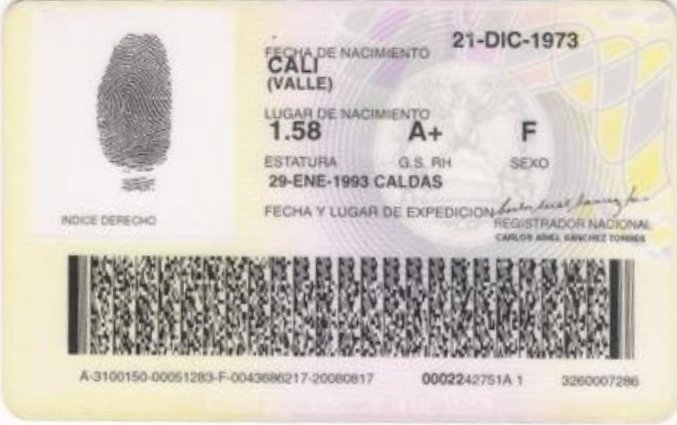 21-DIC-1973
FECHA DE NACIMIENTO
CALI
(VALLE)
LUGAR DE NACIMIENTO
1.58 A+ F
ESTATURA G.S. RH SEXO
29-ENE-1993 CALDAS
FECHA Y LUGAR DE EXPEDICION
INDICE DERECHO
REGISTRADOR NACIONAL
CARLOS ARIEL SÁNCHEZ TORRES
A-3100150-00051283-F-0043686217-20080817 0002242751A 1 3260007286